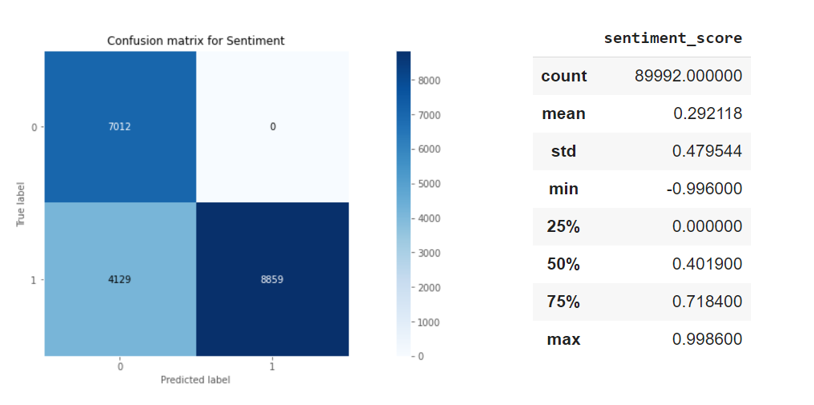 Confusion matrix for Sentiment
True label
0
7012
0
1
4129
8859
0
1
Predicted label
8000
7000
6000
5000
4000
3000
2000
1000
0
sentiment_score
count 89992.000000
mean 0.292118
std 0.479544
min -0.996000
25% 0.000000
50% 0.401900
75% 0.718400
max 0.998600